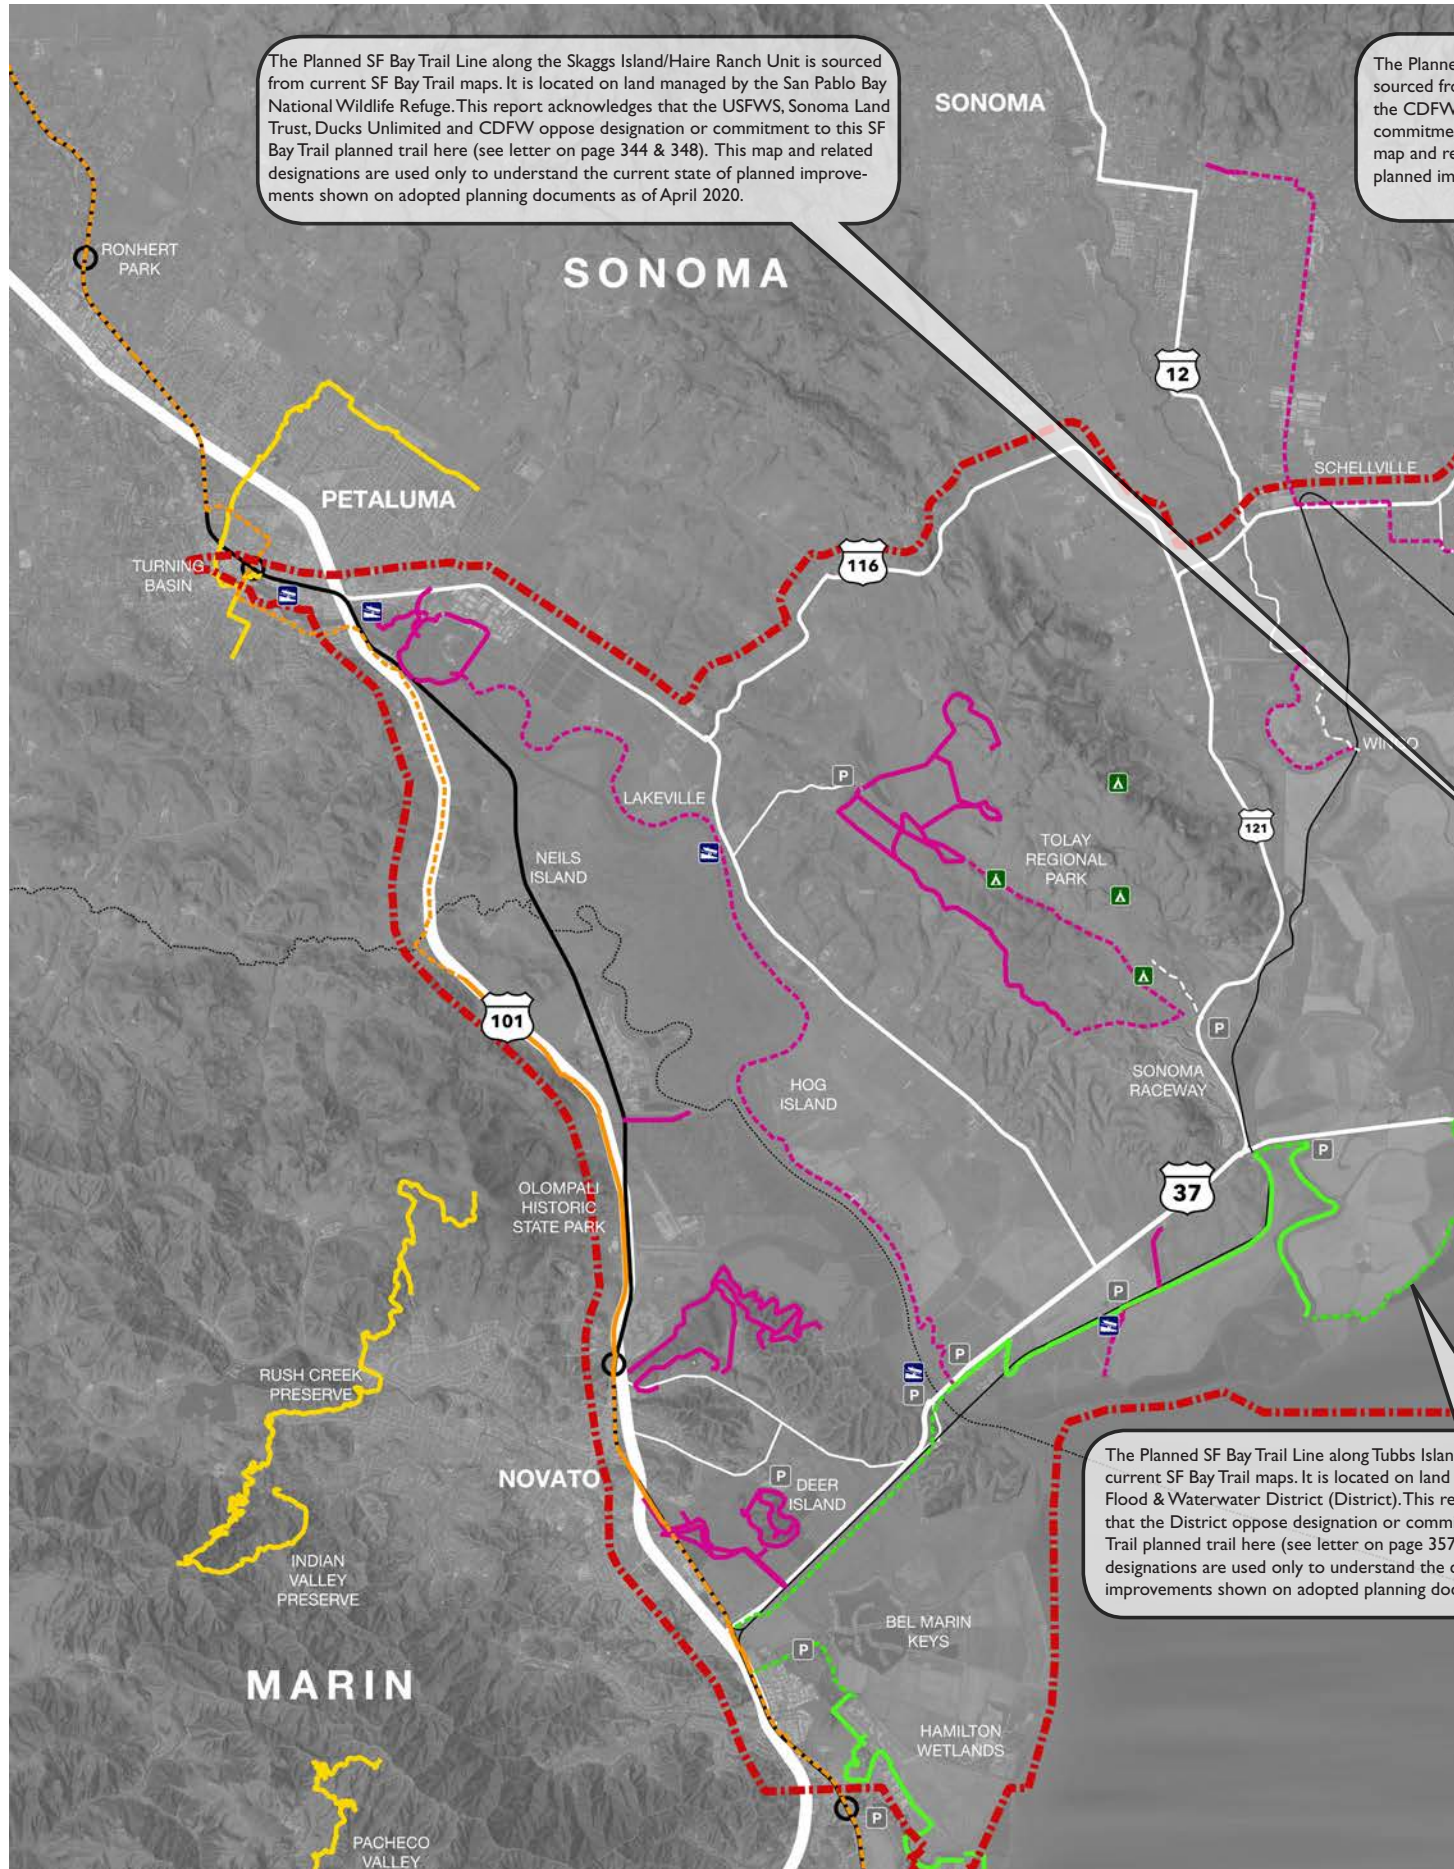 The Planned SF Bay Trail Line along the Skaggs Island/Haire Ranch Unit is sourced
from current SF Bay Trail maps. It is located on land managed by the San Pablo Bay
National Wildlife Refuge. This report acknowledges that the USFWS, Sonoma Land
Trust, Ducks Unlimited and CDFW oppose designation or commitment to this SF
Bay Trail planned trail here (see letter on page 344 & 348). This map and related
designations are used only to understand the current state of planned improve-
ments shown on adopted planning documents as of April 2020.
The Planne
sourced fro
the CDFW
commitme
map and re
planned im
SONOMA
RONHERT
PARK
SONOMA
12
SCHELLVILLE
PETALUMA
TURNING
BASIN
116
WINGO
LAKEVILLE
P
121
TOLAY
REGIONAL
PARK
NEILS
ISLAND
101
P
SONOMA
RACEWAY
HOG
ISLAND
P
37
OLOMPALI
HISTORIC
STATE PARK
P
P
P
RUSH CREEK
PRESERVE
NOVATO
P
DEER
ISLAND
The Planned SF Bay Trail Line along Tubbs Islan
current SF Bay Trail maps. It is located on land
Flood & Waterwater District (District). This re
that the District oppose designation or comm
Trail planned trail here (see letter on page 357
designations are used only to understand the c
improvements shown on adopted planning doc
INDIAN
VALLEY
PRESERVE
BEL MARIN
KEYS
P
MARIN
HAMILTON
WETLANDS
P
PACHECO
VALLEY